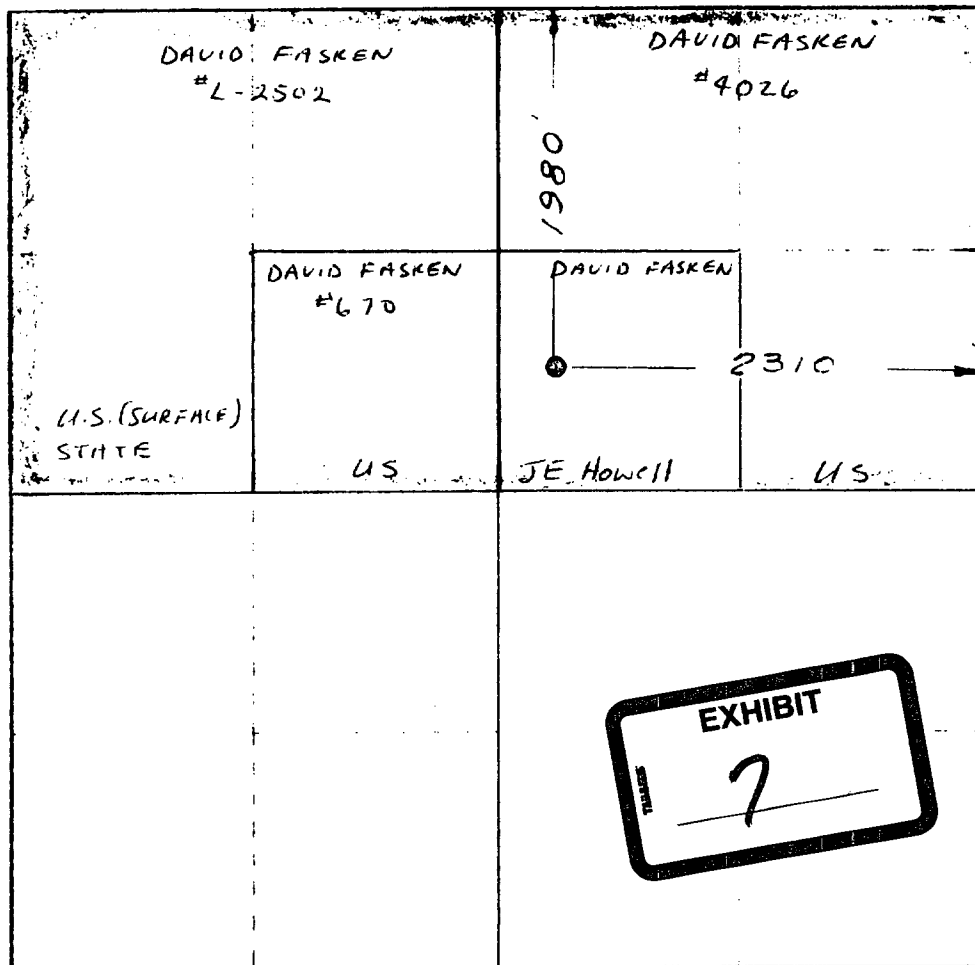 DAVID FASKEN
#L-2502
DAVID FASKEN
#4026
1980'
DAVID FASKEN
#670
DAVID FASKEN
2310
U.S. (SURFACE)
STATE
US
JE Howell
US
EXHIBIT
7